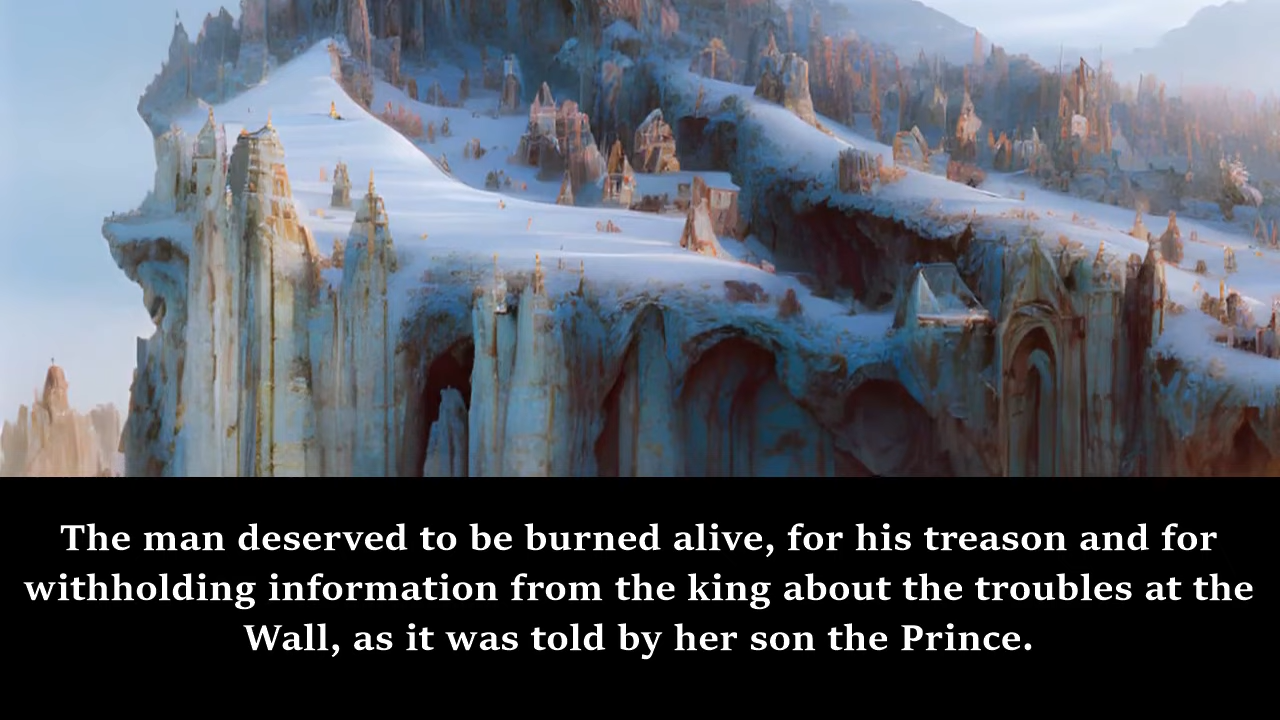 The man deserved to be burned alive, for his treason and for
withholding information from the king about the troubles at the
Wall, as it was told by her son the Prince.